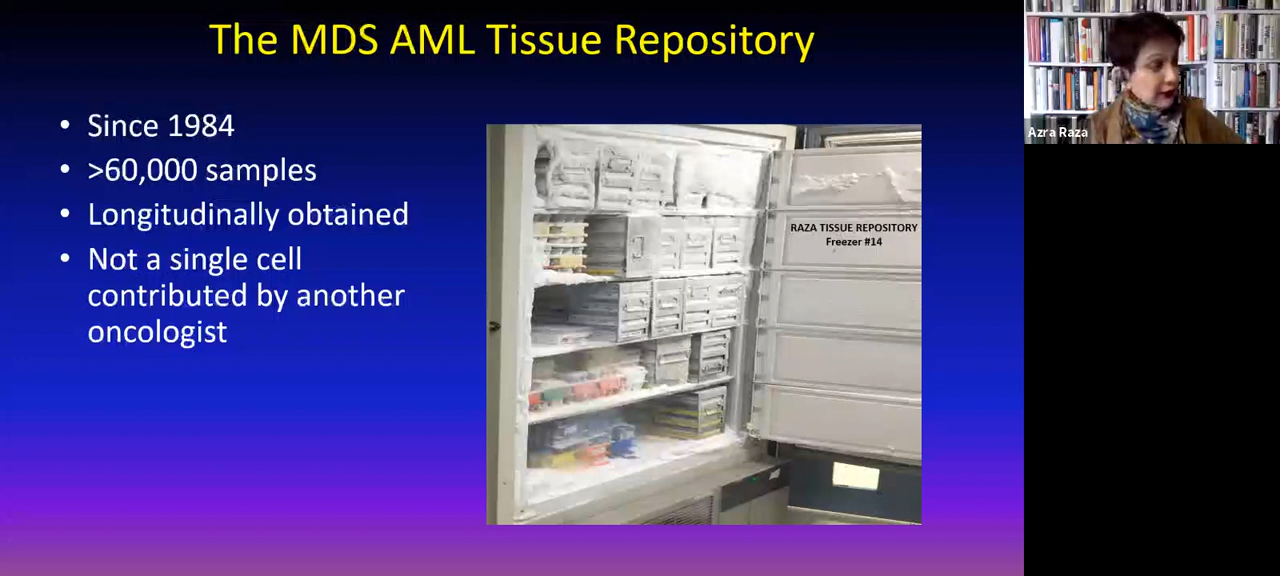 The MDS AML Tissue Repository
• Since 1984
• >60,000 samples
• Longitudinally obtained
• Not a single cell
contributed by another
oncologist
RAZA TISSUE REPOSITORY
Freezer #14
Azra Raza